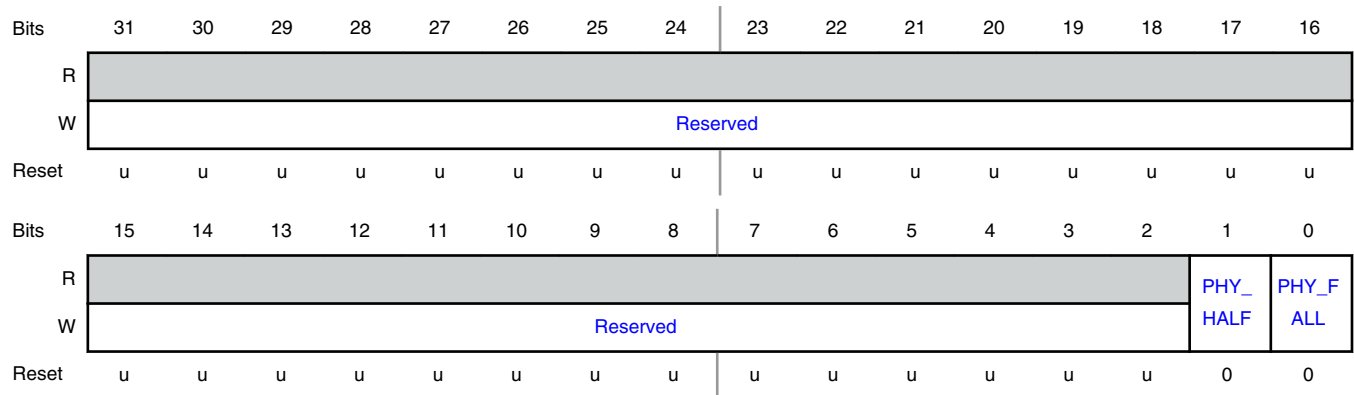 Bits 31 30 29 28 27 26 25 24 23 22 21 20 19 18 17 16
R
W Reserved
Reset u u u u u u u u u u u u u u u u
Bits 15 14 13 12 11 10 9 8 7 6 5 4 3 2 1 0
R
PHY_ PHY_F
HALF ALL
W Reserved
Reset u u u u u u u u u u u u u u 0 0